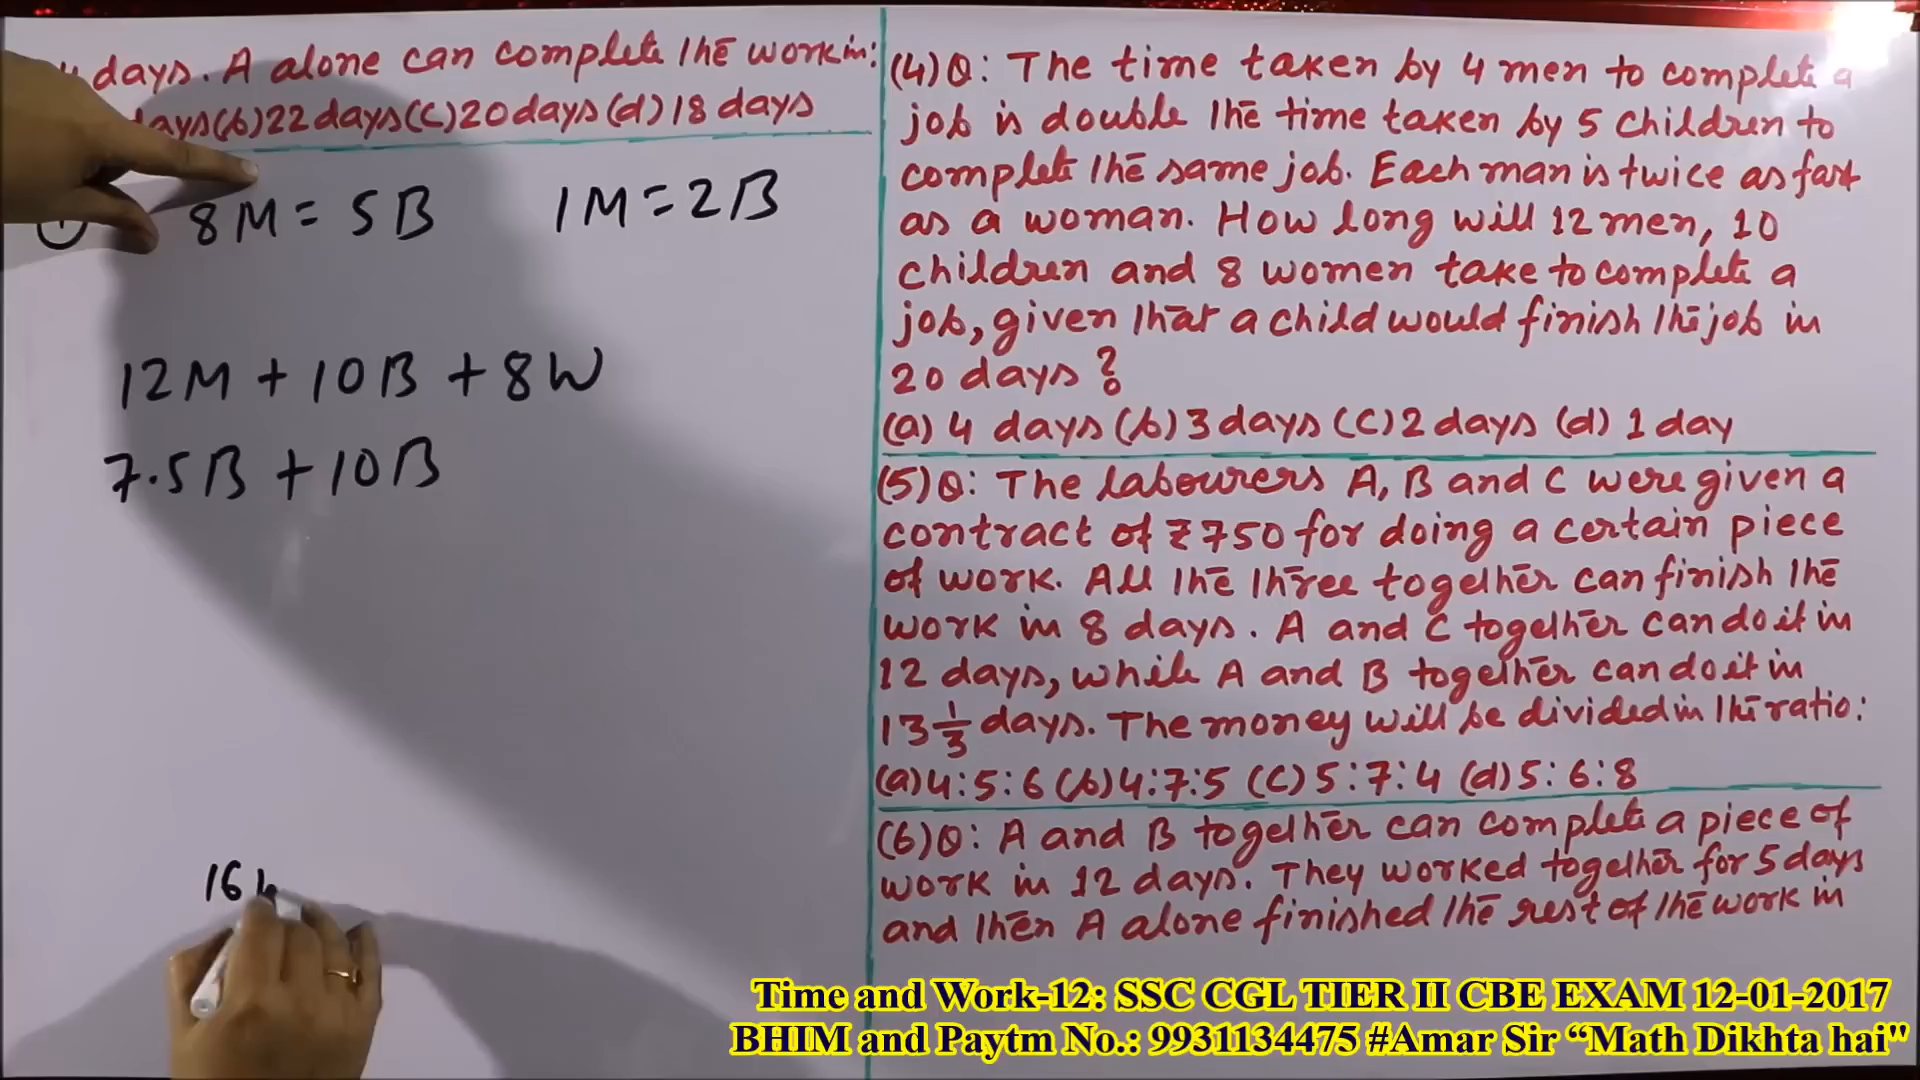 days. A alone can complete the work in:
days (b) 22 days (c) 20 days (d) 18 days
8M = 5B 1M = 2B
12M + 10B + 8W
7.5B + 10B
16
(4) Q: The time taken by 4 men to complete a
job is double the time taken by 5 children to
complete the same job. Each man is twice as fast
as a woman. How long will 12 men, 10
children and 8 women take to complete a
job, given that a child would finish the job in
20 days?
(a) 4 days (b) 3 days (c) 2 days (d) 1 day
(5) Q: The labourers A, B and C were given a
contract of ₹750 for doing a certain piece
of work. All the three together can finish the
work in 8 days. A and C together can do it in
12 days, while A and B together can do it in
13 1/3 days. The money will be divided in the ratio:
(a) 4:5:6 (b) 4:7:5 (c) 5:7:4 (d) 5:6:8
(6) Q: A and B together can complete a piece of
work in 12 days. They worked together for 5 days
and then A alone finished the rest of the work in
Time and Work-12: SSC CGL TIER II CBE EXAM 12-01-2017
BHIM and Paytm No.: 9931134475 #Amar Sir “Math Dikhta hai"